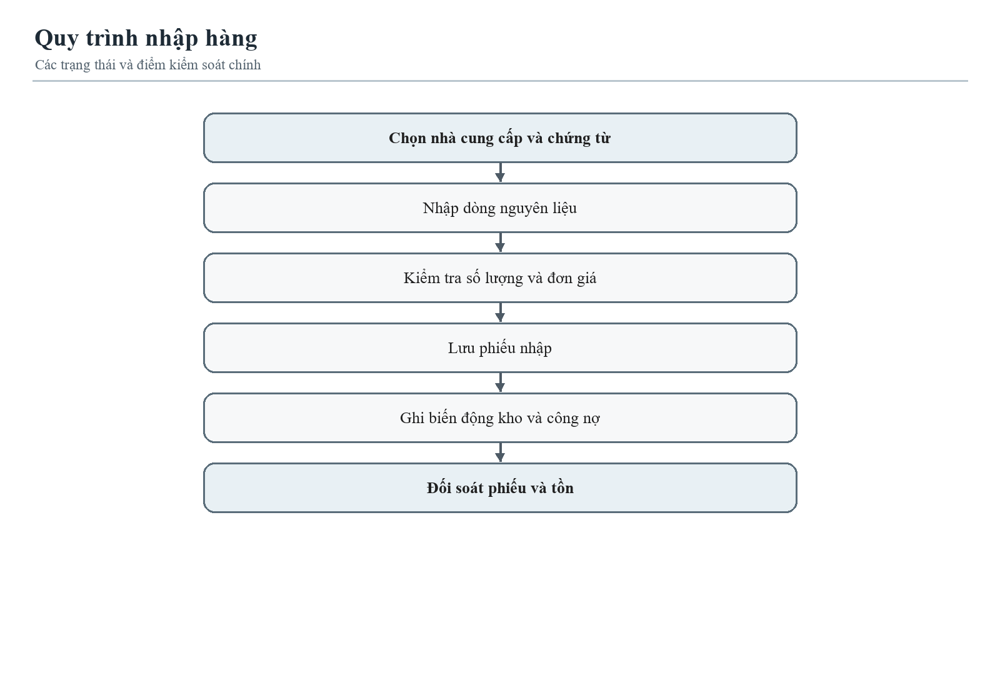 Quy trình nhập hàng
Các trạng thái và điểm kiểm soát chính
Chọn nhà cung cấp và chứng từ
Nhập dòng nguyên liệu
Kiểm tra số lượng và đơn giá
Lưu phiếu nhập
Ghi biến động kho và công nợ
Đối soát phiếu và tồn